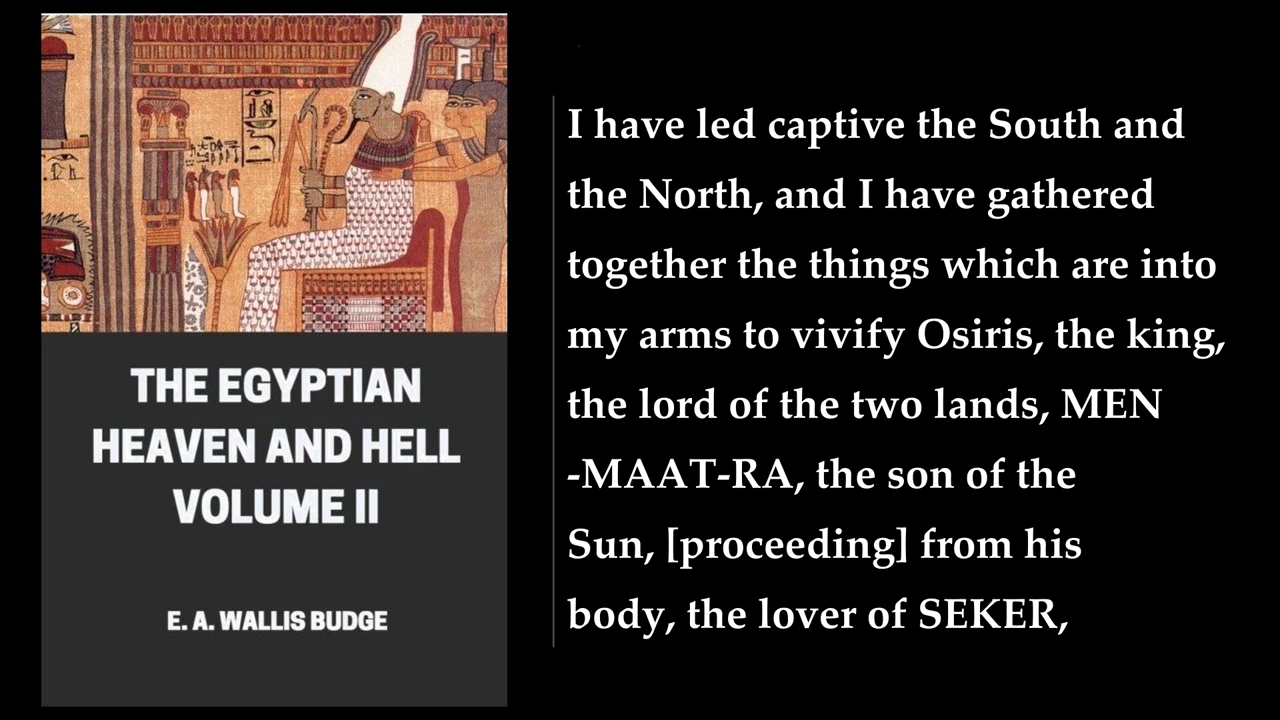 THE EGYPTIAN
HEAVEN AND HELL
VOLUME II
E. A. WALLIS BUDGE
I have led captive the South and
the North, and I have gathered
together the things which are into
my arms to vivify Osiris, the king,
the lord of the two lands, MEN
-MAAT-RA, the son of the
Sun, [proceeding] from his
body, the lover of SEKER,